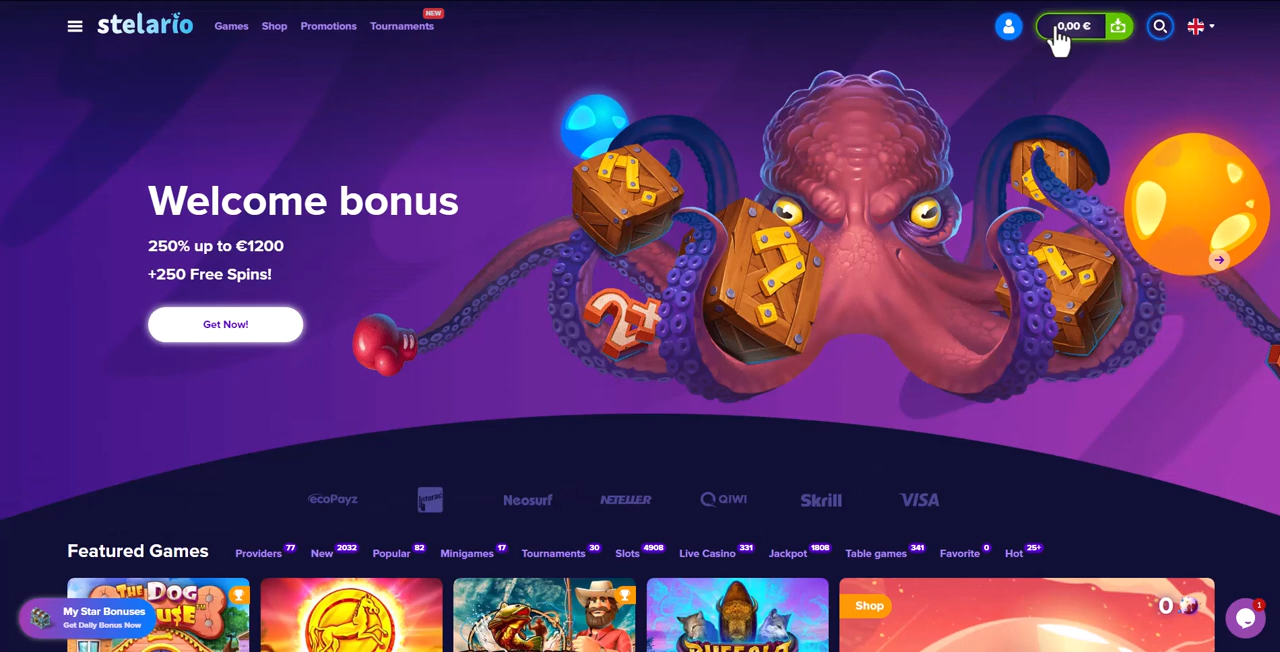 stelario
Games
Shop
Promotions
Tournaments
NEW
0,00 €
Welcome bonus
250% up to €1200
+250 Free Spins!
Get Now!
2+
ecoPayz
Interac
Neosurf
NETELLER
QIWI
Skrill
VISA
Featured Games
Providers 77
New 2032
Popular 82
Minigames 17
Tournaments 30
Slots 4908
Live Casino 331
Jackpot 1808
Table games 341
Favorite 0
Hot 25+
THE DOG
Shop
0
My Star Bonuses
Get Daily Bonus Now
BUFFALO
1